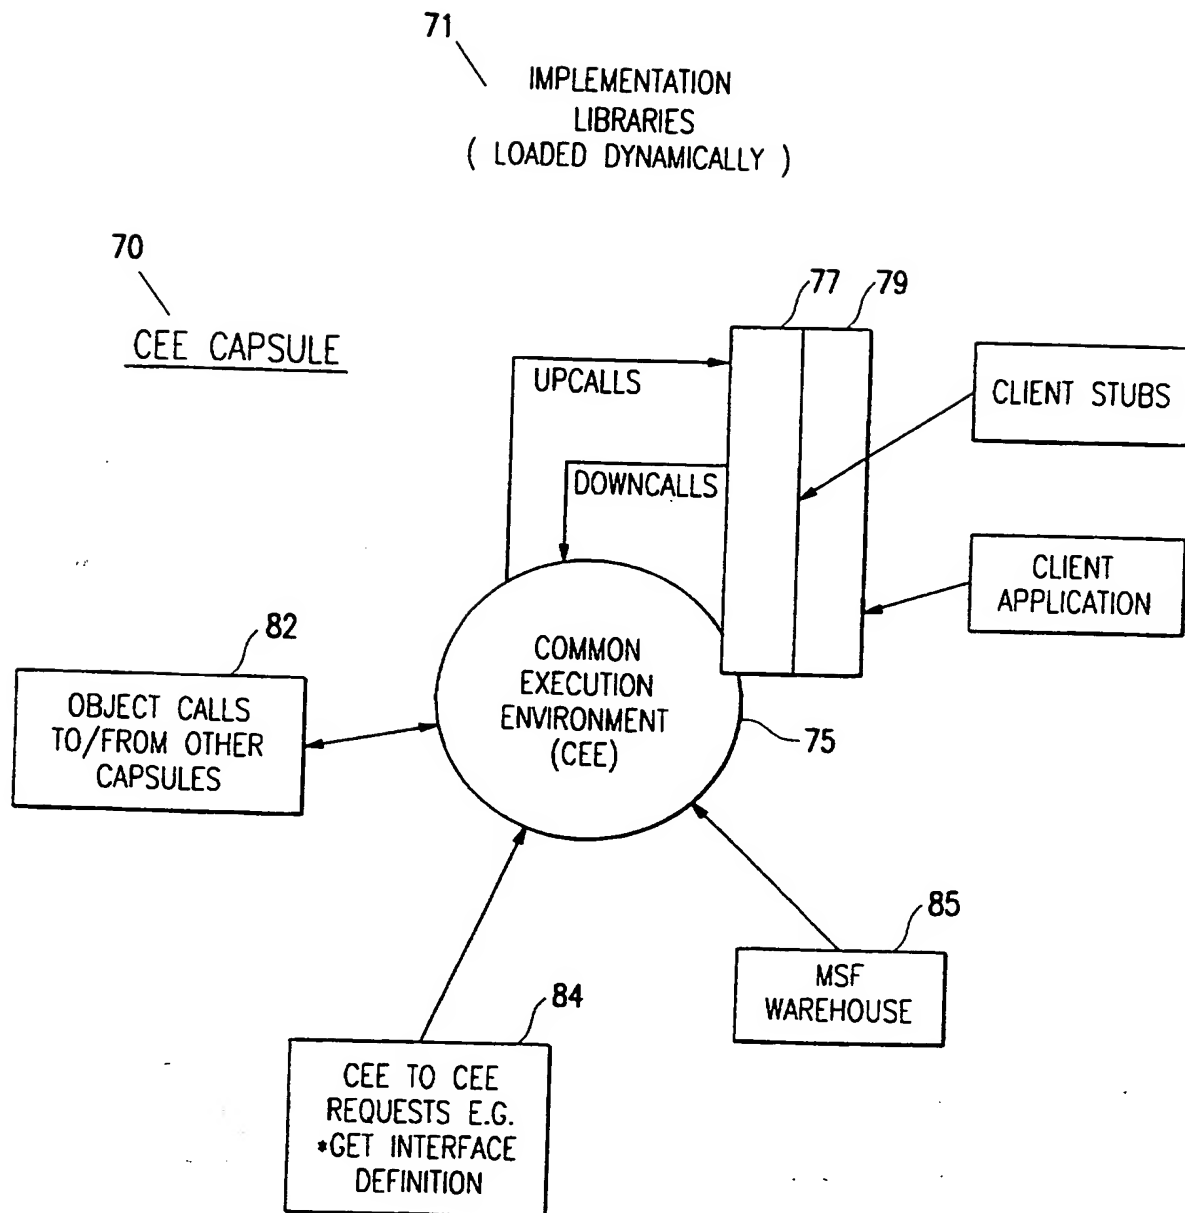 71
IMPLEMENTATION
LIBRARIES
( LOADED DYNAMICALLY )
70
CEE CAPSULE
77
79
UPCALLS
CLIENT STUBS
DOWNCALLS
CLIENT
APPLICATION
82
OBJECT CALLS
TO/FROM OTHER
CAPSULES
COMMON
EXECUTION
ENVIRONMENT
(CEE)
75
85
MSF
WAREHOUSE
84
CEE TO CEE
REQUESTS E.G.
*GET INTERFACE
DEFINITION